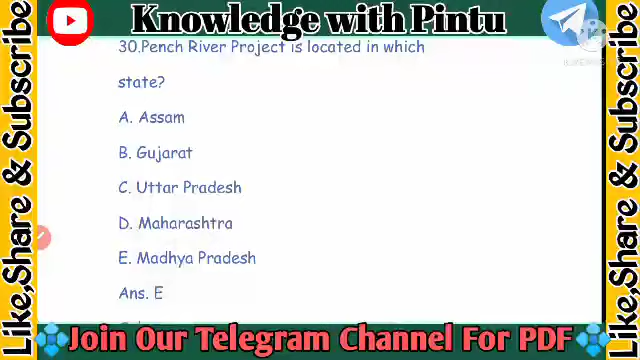 Knowledge with Pintu
30.Pench River Project is located in which
state?
A. Assam
B. Gujarat
C. Uttar Pradesh
D. Maharashtra
E. Madhya Pradesh
Ans. E
Like,Share & Subscribe
Like,Share & Subscribe
Join Our Telegram Channel For PDF